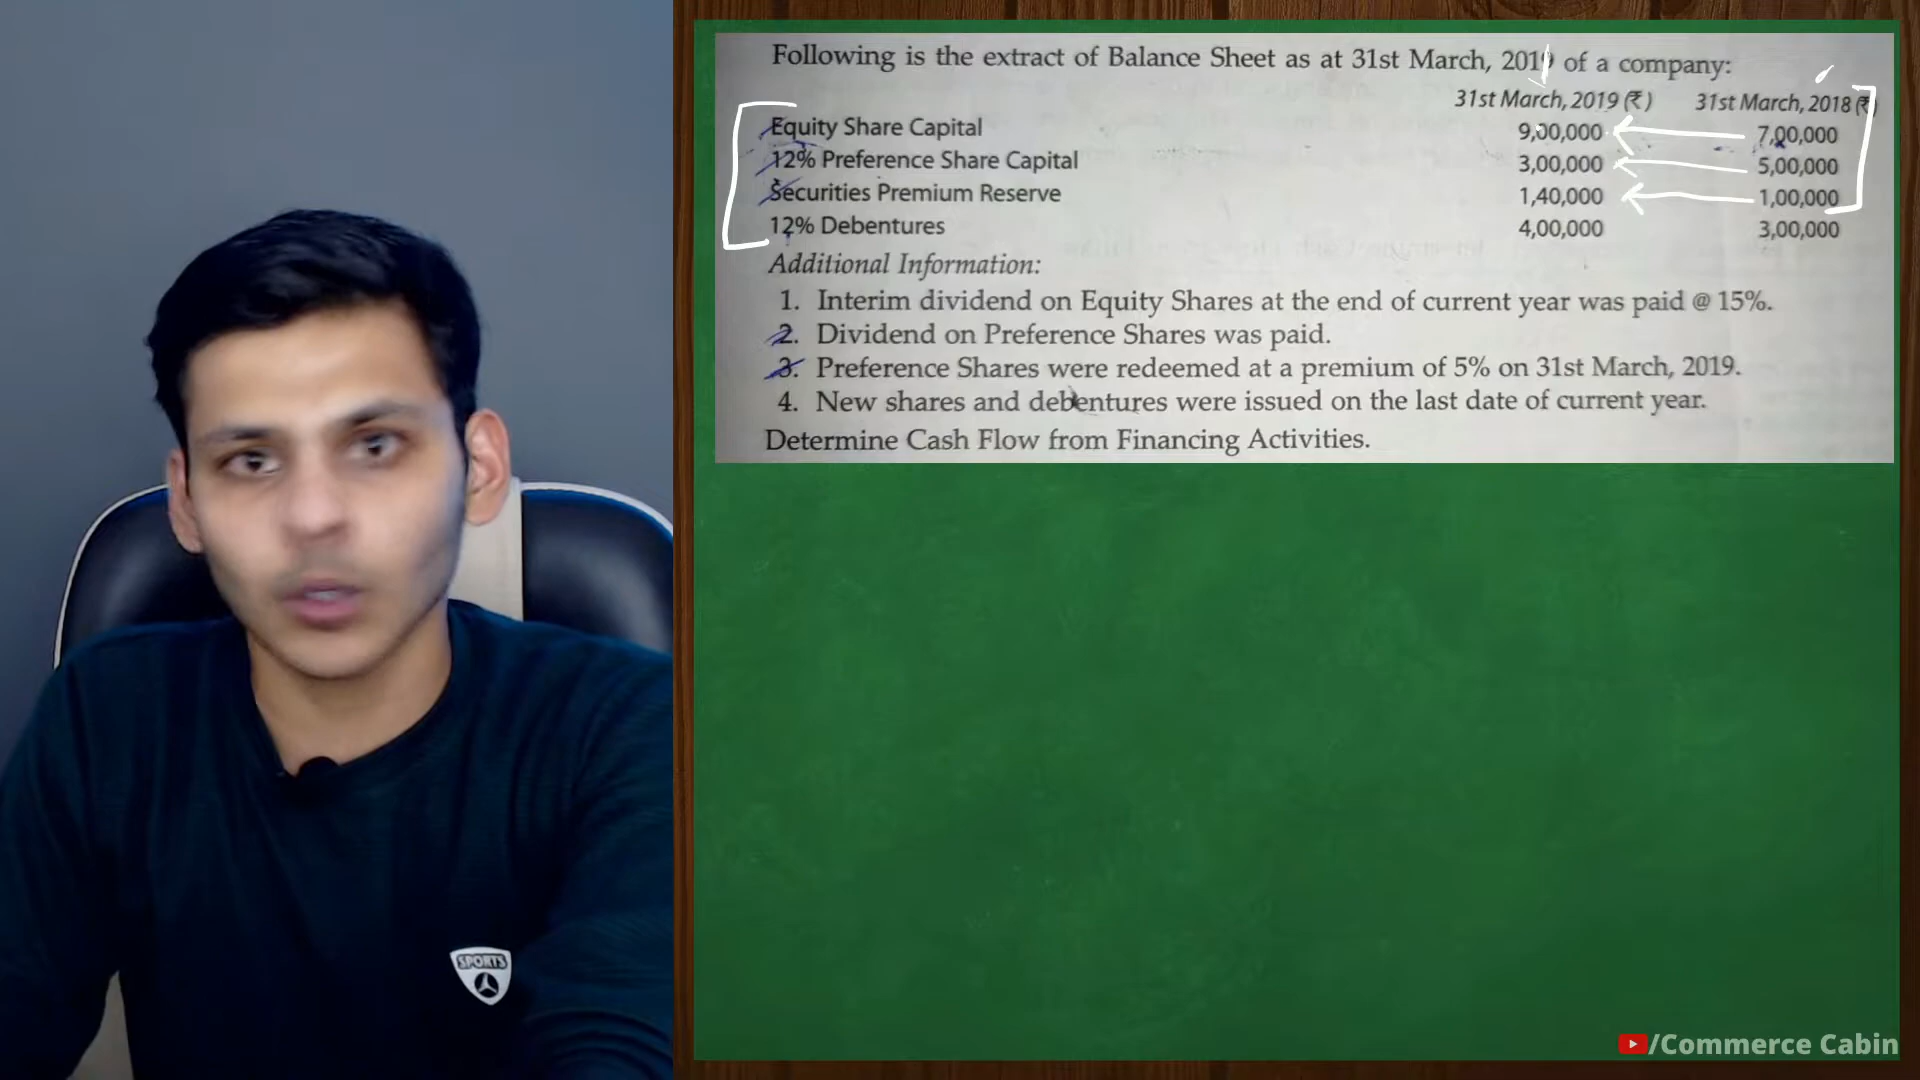 Following is the extract of Balance Sheet as at 31st March, 2019 of a company:
31st March, 2019 (₹) 31st March, 2018 (₹)
Equity Share Capital 9,00,000 7,00,000
12% Preference Share Capital 3,00,000 5,00,000
Securities Premium Reserve 1,40,000 1,00,000
12% Debentures 4,00,000 3,00,000
Additional Information:
1. Interim dividend on Equity Shares at the end of current year was paid @ 15%.
2. Dividend on Preference Shares was paid.
3. Preference Shares were redeemed at a premium of 5% on 31st March, 2019.
4. New shares and debentures were issued on the last date of current year.
Determine Cash Flow from Financing Activities.
SPORTS
/Commerce Cabin